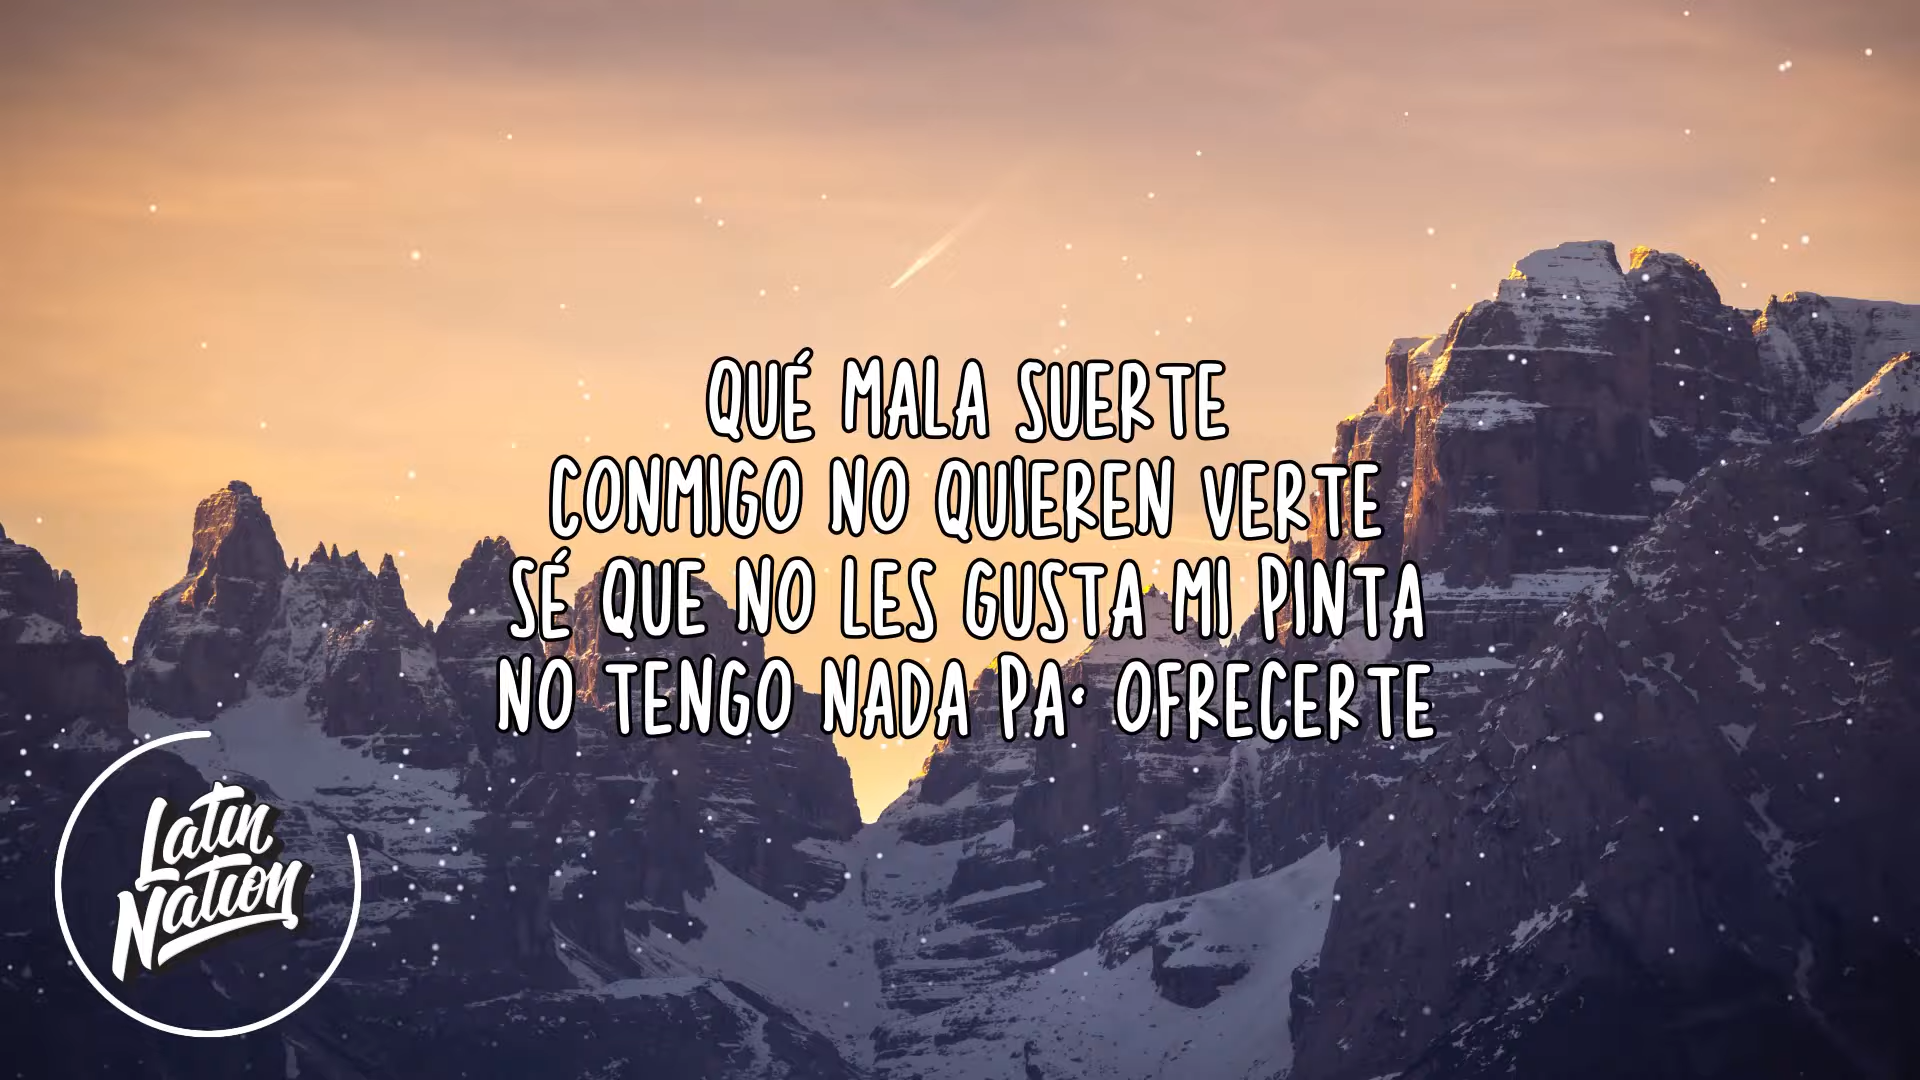 QUÉ MALA SUERTE
CONMIGO NO QUIEREN VERTE
SÉ QUE NO LES GUSTA MI PINTA
NO TENGO NADA PA' OFRECERTE
Latin
Nation